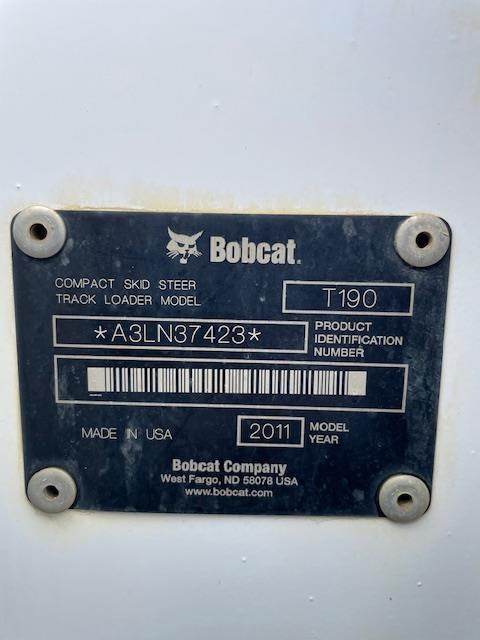 Bobcat.
COMPACT SKID STEER
TRACK LOADER MODEL
T190
*A3LN37423*
PRODUCT
IDENTIFICATION
NUMBER
MADE IN USA
2011
MODEL
YEAR
Bobcat Company
West Fargo, ND 58078 USA
www.bobcat.com